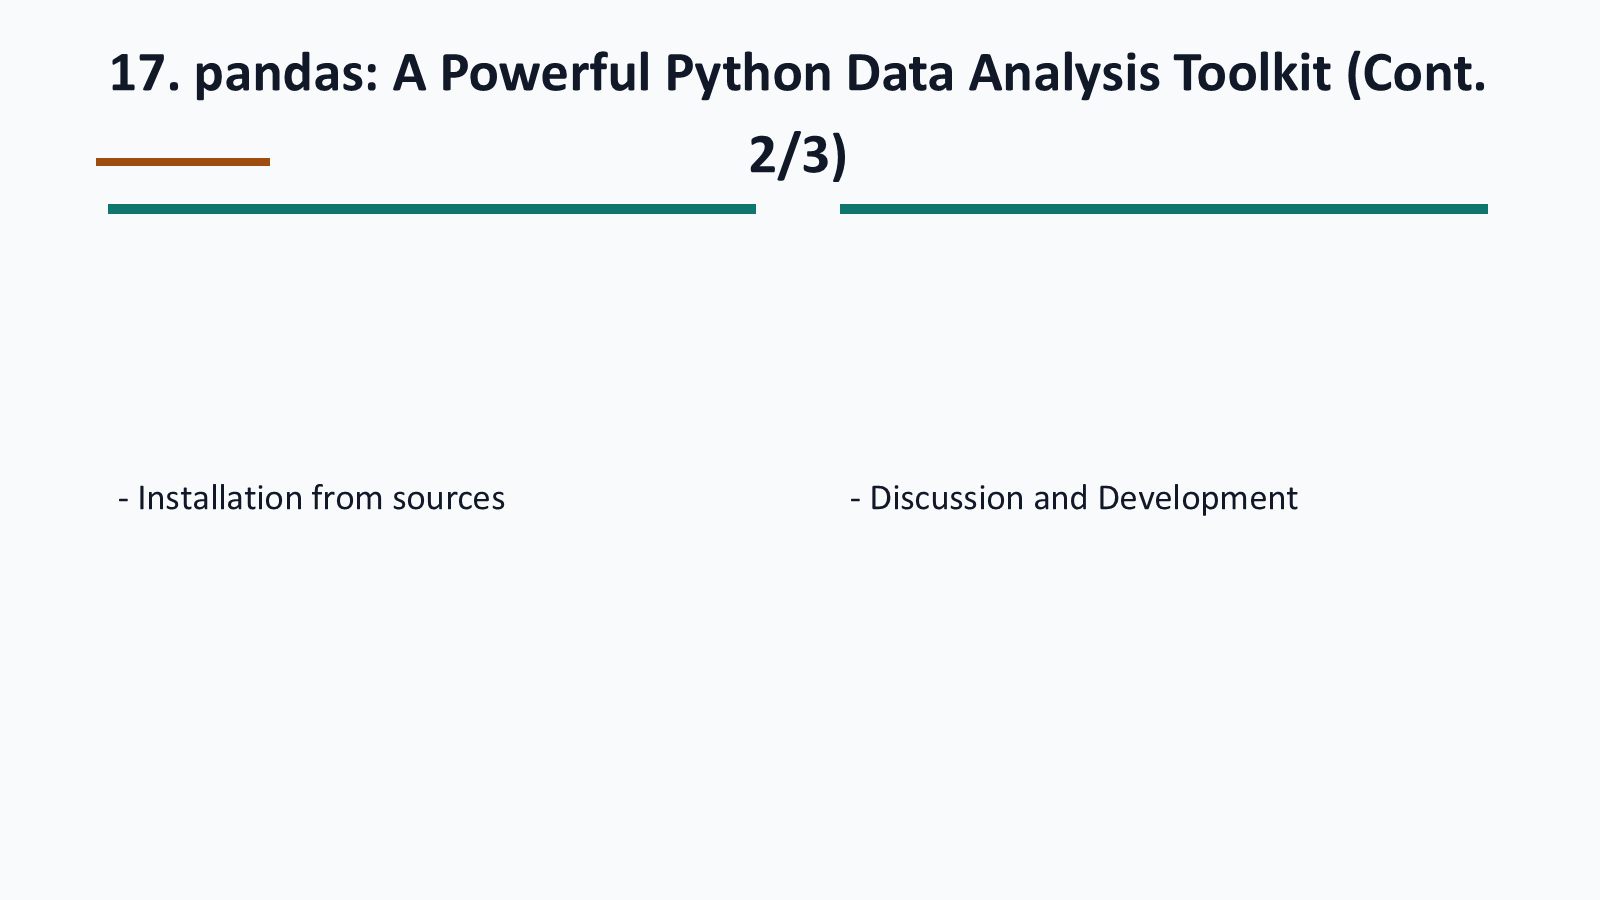 17. pandas: A Powerful Python Data Analysis Toolkit (Cont.
2/3)
- Installation from sources
- Discussion and Development